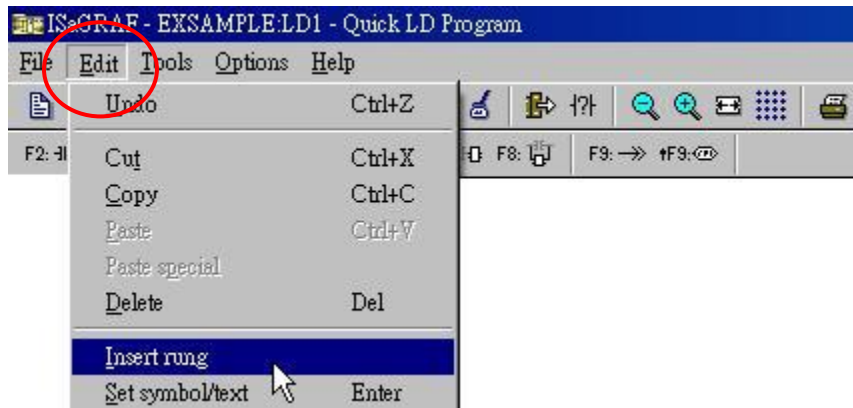 ISaGRAF - EXSAMPLE:LD1 - Quick LD Program
File Edit Tools Options Help
Undo Ctrl+Z
F2: F8: F9: F9:
Cut Ctrl+X
Copy Ctrl+C
Paste Ctrl+V
Paste special
Delete Del
Insert rung
Set symbol/text Enter